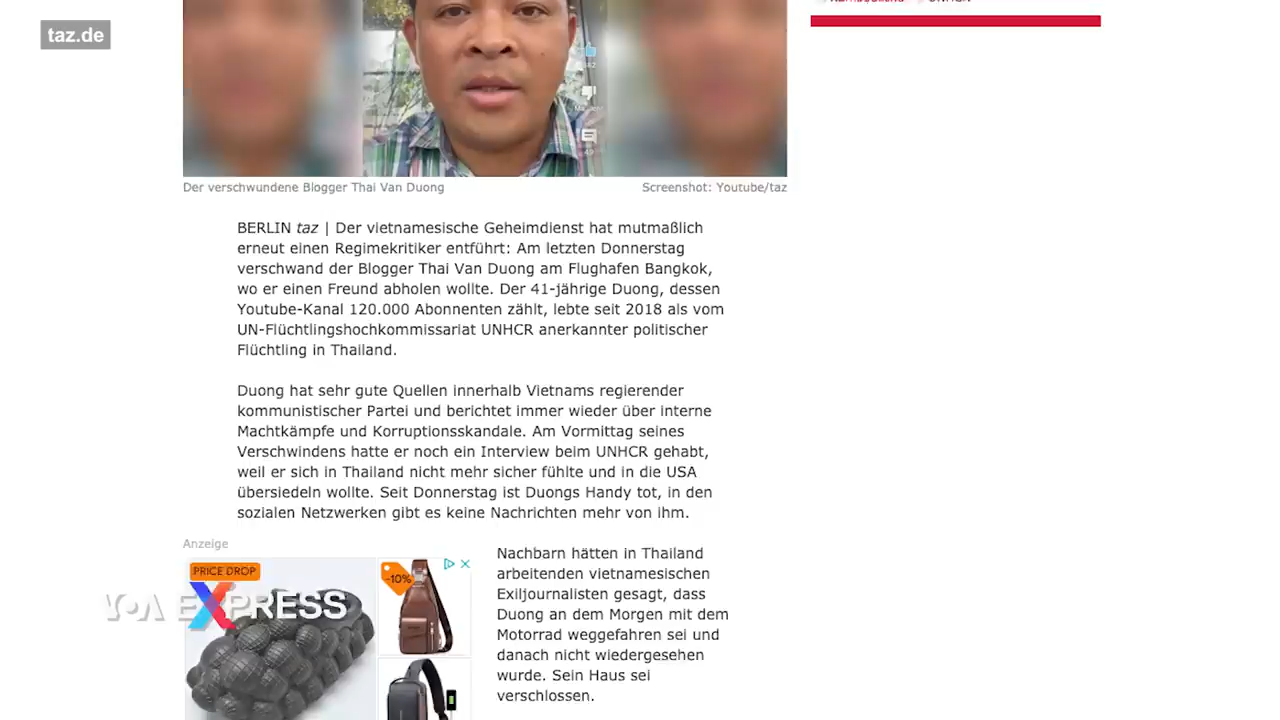 taz.de
Der verschwundene Blogger Thai Van Duong
Screenshot: Youtube/taz
BERLIN taz | Der vietnamesische Geheimdienst hat mutmaßlich
erneut einen Regimekritiker entführt: Am letzten Donnerstag
verschwand der Blogger Thai Van Duong am Flughafen Bangkok,
wo er einen Freund abholen wollte. Der 41-jährige Duong, dessen
Youtube-Kanal 120.000 Abonnenten zählt, lebte seit 2018 als vom
UN-Flüchtlingshochkommissariat UNHCR anerkannter politischer
Flüchtling in Thailand.
Duong hat sehr gute Quellen innerhalb Vietnams regierender
kommunistischer Partei und berichtet immer wieder über interne
Machtkämpfe und Korruptionsskandale. Am Vormittag seines
Verschwindens hatte er noch ein Interview beim UNHCR gehabt,
weil er sich in Thailand nicht mehr sicher fühlte und in die USA
übersiedeln wollte. Seit Donnerstag ist Duongs Handy tot, in den
sozialen Netzwerken gibt es keine Nachrichten mehr von ihm.
Anzeige
PRICE DROP
-10%
VOA EXPRESS
Nachbarn hätten in Thailand
arbeitenden vietnamesischen
Exiljournalisten gesagt, dass
Duong an dem Morgen mit dem
Motorrad weggefahren sei und
danach nicht wiedergesehen
wurde. Sein Haus sei
verschlossen.